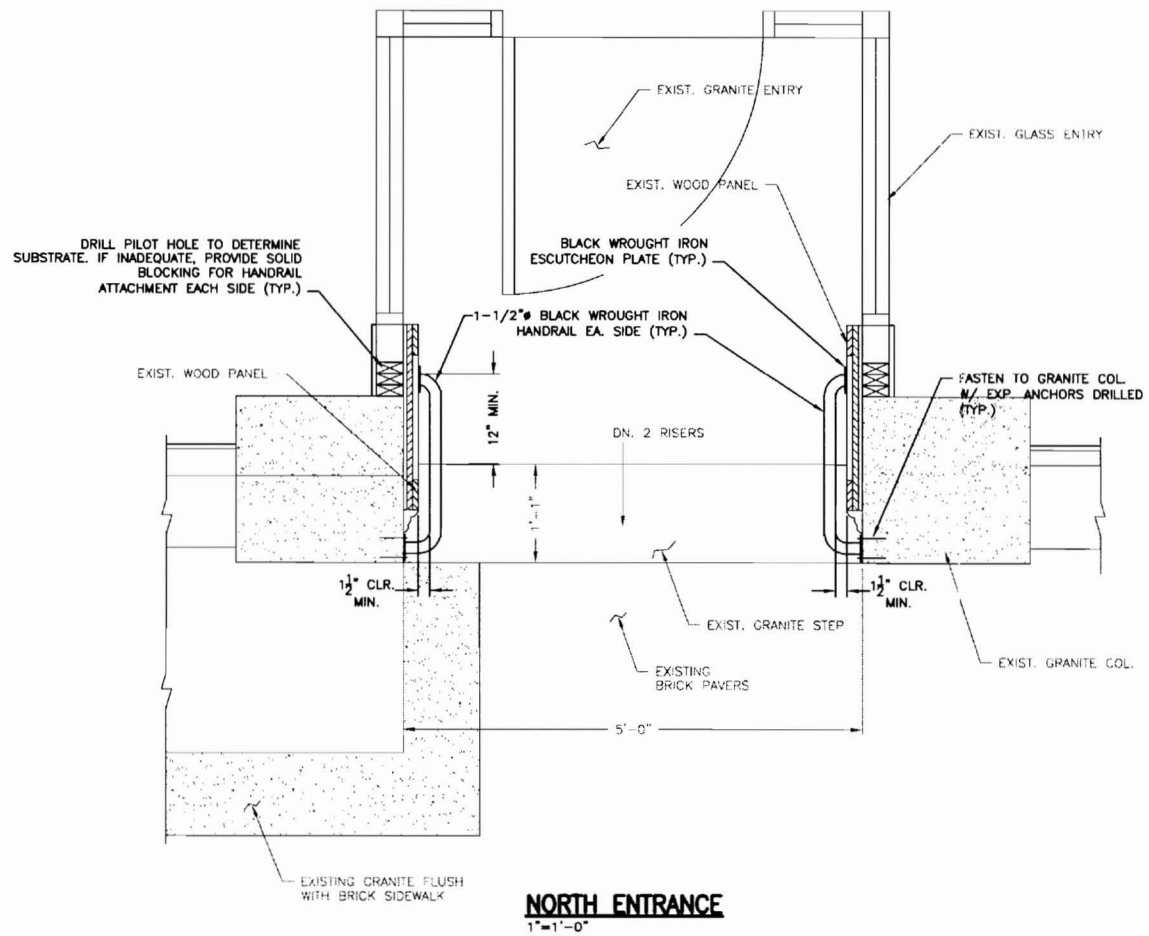 EXIST. GRANITE ENTRY
EXIST. GLASS ENTRY
EXIST. WOOD PANEL
DRILL PILOT HOLE TO DETERMINE
SUBSTRATE. IF INADEQUATE, PROVIDE SOLID
BLOCKING FOR HANDRAIL
ATTACHMENT EACH SIDE (TYP.)
BLACK WROUGHT IRON
ESCUTCHEON PLATE (TYP.)
1-1/2"ø BLACK WROUGHT IRON
HANDRAIL EA. SIDE (TYP.)
EXIST. WOOD PANEL
12" MIN.
FASTEN TO GRANITE COL.
W/ EXP. ANCHORS DRILLED
(TYP.)
DN. 2 RISERS
1'-1"
1½" CLR.
MIN.
1½" CLR.
MIN.
EXIST. GRANITE STEP
EXIST. GRANITE COL.
EXISTING
BRICK PAVERS
5'-0"
EXISTING GRANITE FLUSH
WITH BRICK SIDEWALK
NORTH ENTRANCE
1"=1'-0"